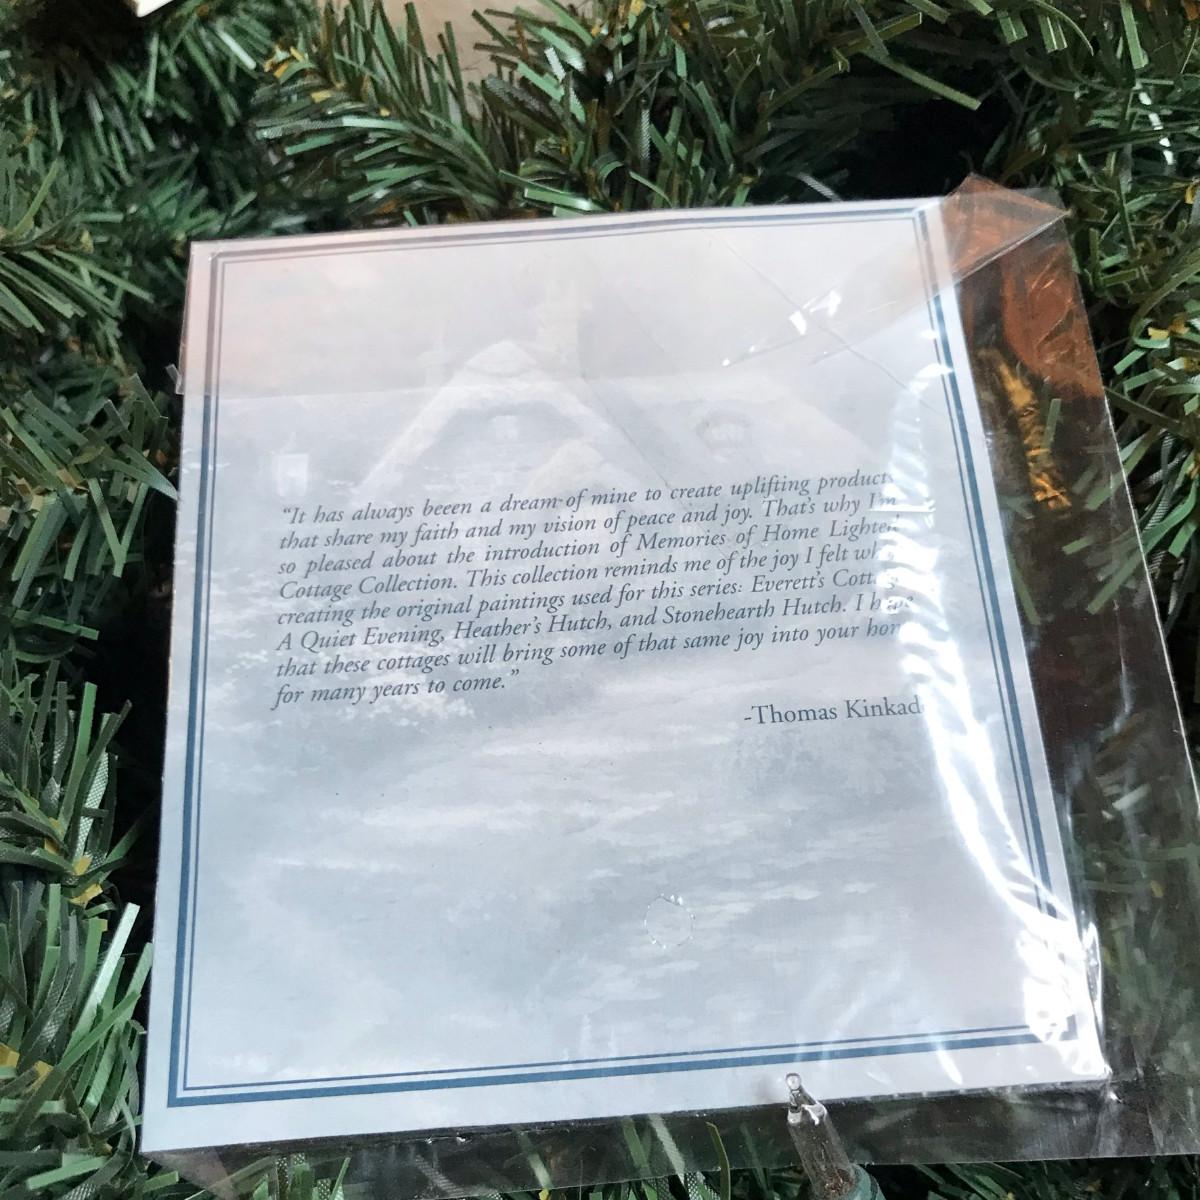 “It has always beeen a dream of mine to create uplifting products
that share my faith and my vision of peace and joy. That's why I'm
so pleased about the introduction of Memories of Home Lighted
Cottage Collection. This collection reminds me of the joy I felt
creating the original paintings used for this series: Everett's
A Quiet Evening, Heather's Hutch, and Stonehearth Hutch. I
that these cottages will bring some of that same joy into your
for many years to come.”
-Thomas Kinkad